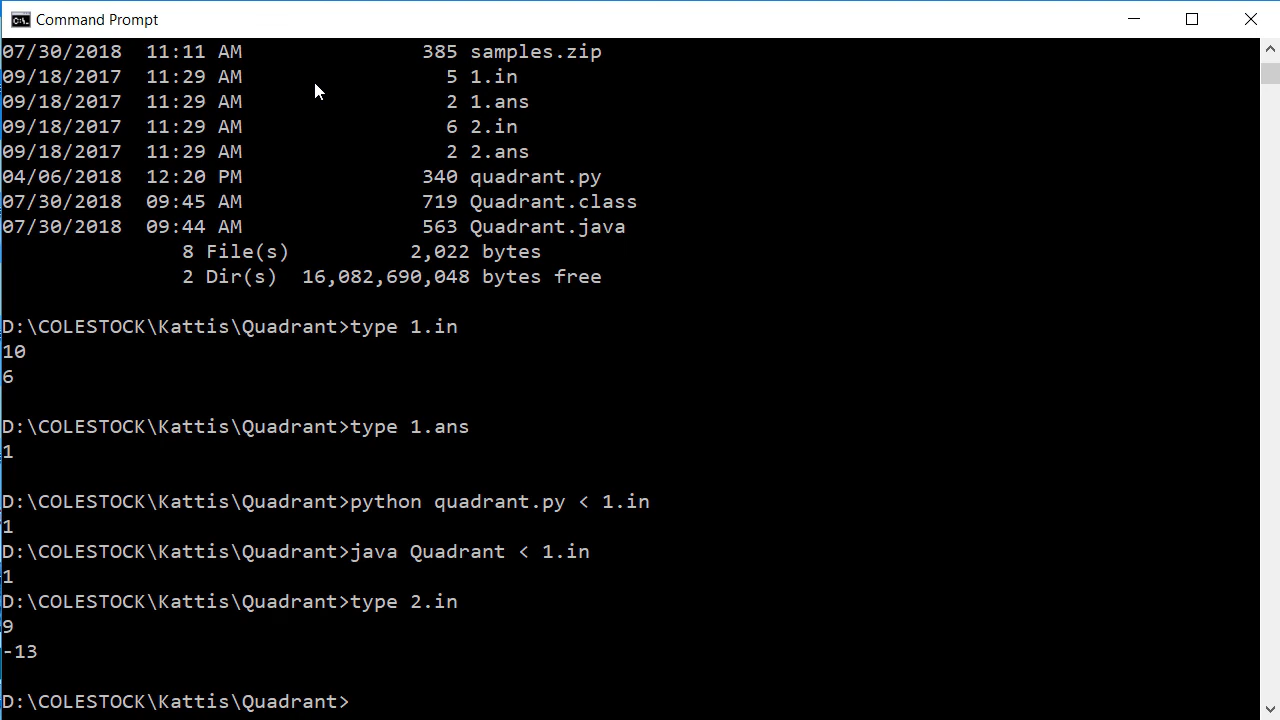 Command Prompt
07/30/2018  11:11 AM               385 samples.zip
09/18/2017  11:29 AM                 5 1.in
09/18/2017  11:29 AM                 2 1.ans
09/18/2017  11:29 AM                 6 2.in
09/18/2017  11:29 AM                 2 2.ans
04/06/2018  12:20 PM               340 quadrant.py
07/30/2018  09:45 AM               719 Quadrant.class
07/30/2018  09:44 AM               563 Quadrant.java
               8 File(s)          2,022 bytes
               2 Dir(s)  16,082,690,048 bytes free
D:\COLESTOCK\Kattis\Quadrant>type 1.in
10
6
D:\COLESTOCK\Kattis\Quadrant>type 1.ans
1
D:\COLESTOCK\Kattis\Quadrant>python quadrant.py < 1.in
1
D:\COLESTOCK\Kattis\Quadrant>java Quadrant < 1.in
1
D:\COLESTOCK\Kattis\Quadrant>type 2.in
9
-13
D:\COLESTOCK\Kattis\Quadrant>